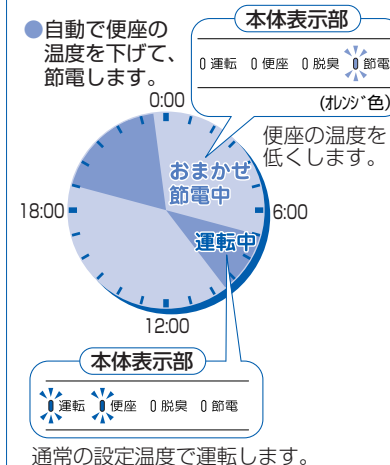 ●自動で便座の
温度を下げて、
節電します。
本体表示部
運転 便座 脱臭 節電
(オレンジ色)
便座の温度を
低くします。
0:00
おまかせ
節電中
18:00
6:00
運転中
12:00
本体表示部
運転 便座 脱臭 節電
通常の設定温度で運転します。